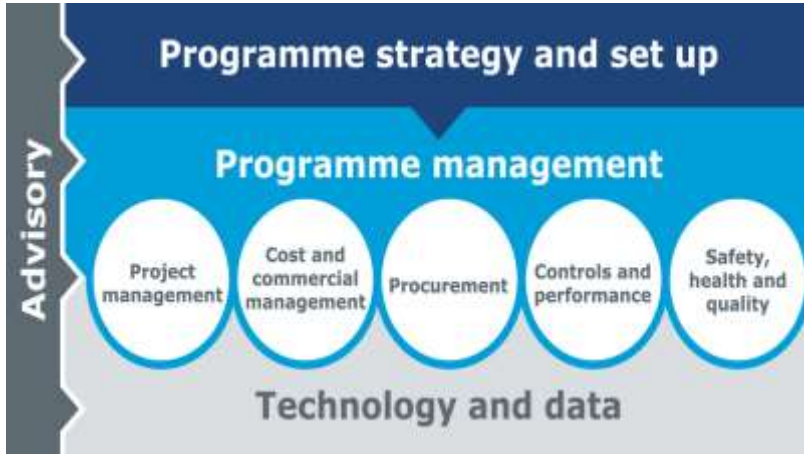 Advisory
Programme strategy and set up
Programme management
Project
management
Cost and
commercial
management
Procurement
Controls and
performance
Safety,
health and
quality
Technology and data